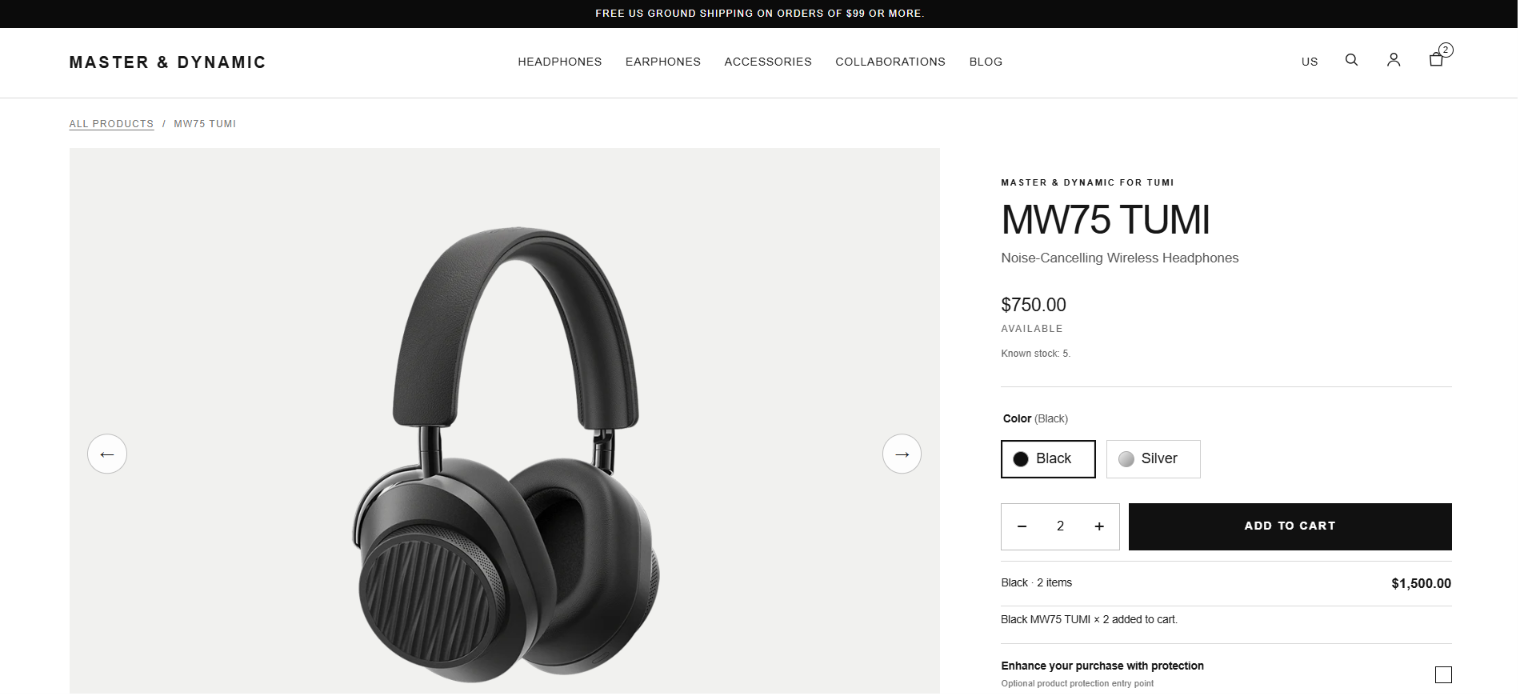 FREE US GROUND SHIPPING ON ORDERS OF $99 OR MORE.
MASTER & DYNAMIC
HEADPHONES EARPHONES ACCESSORIES COLLABORATIONS BLOG
US
2
ALL PRODUCTS / MW75 TUMI
MASTER & DYNAMIC FOR TUMI
MW75 TUMI
Noise-Cancelling Wireless Headphones
$750.00
AVAILABLE
Known stock: 5.
Color (Black)
Black Silver
− 2 + ADD TO CART
Black · 2 items $1,500.00
Black MW75 TUMI × 2 added to cart.
Enhance your purchase with protection
Optional product protection entry point